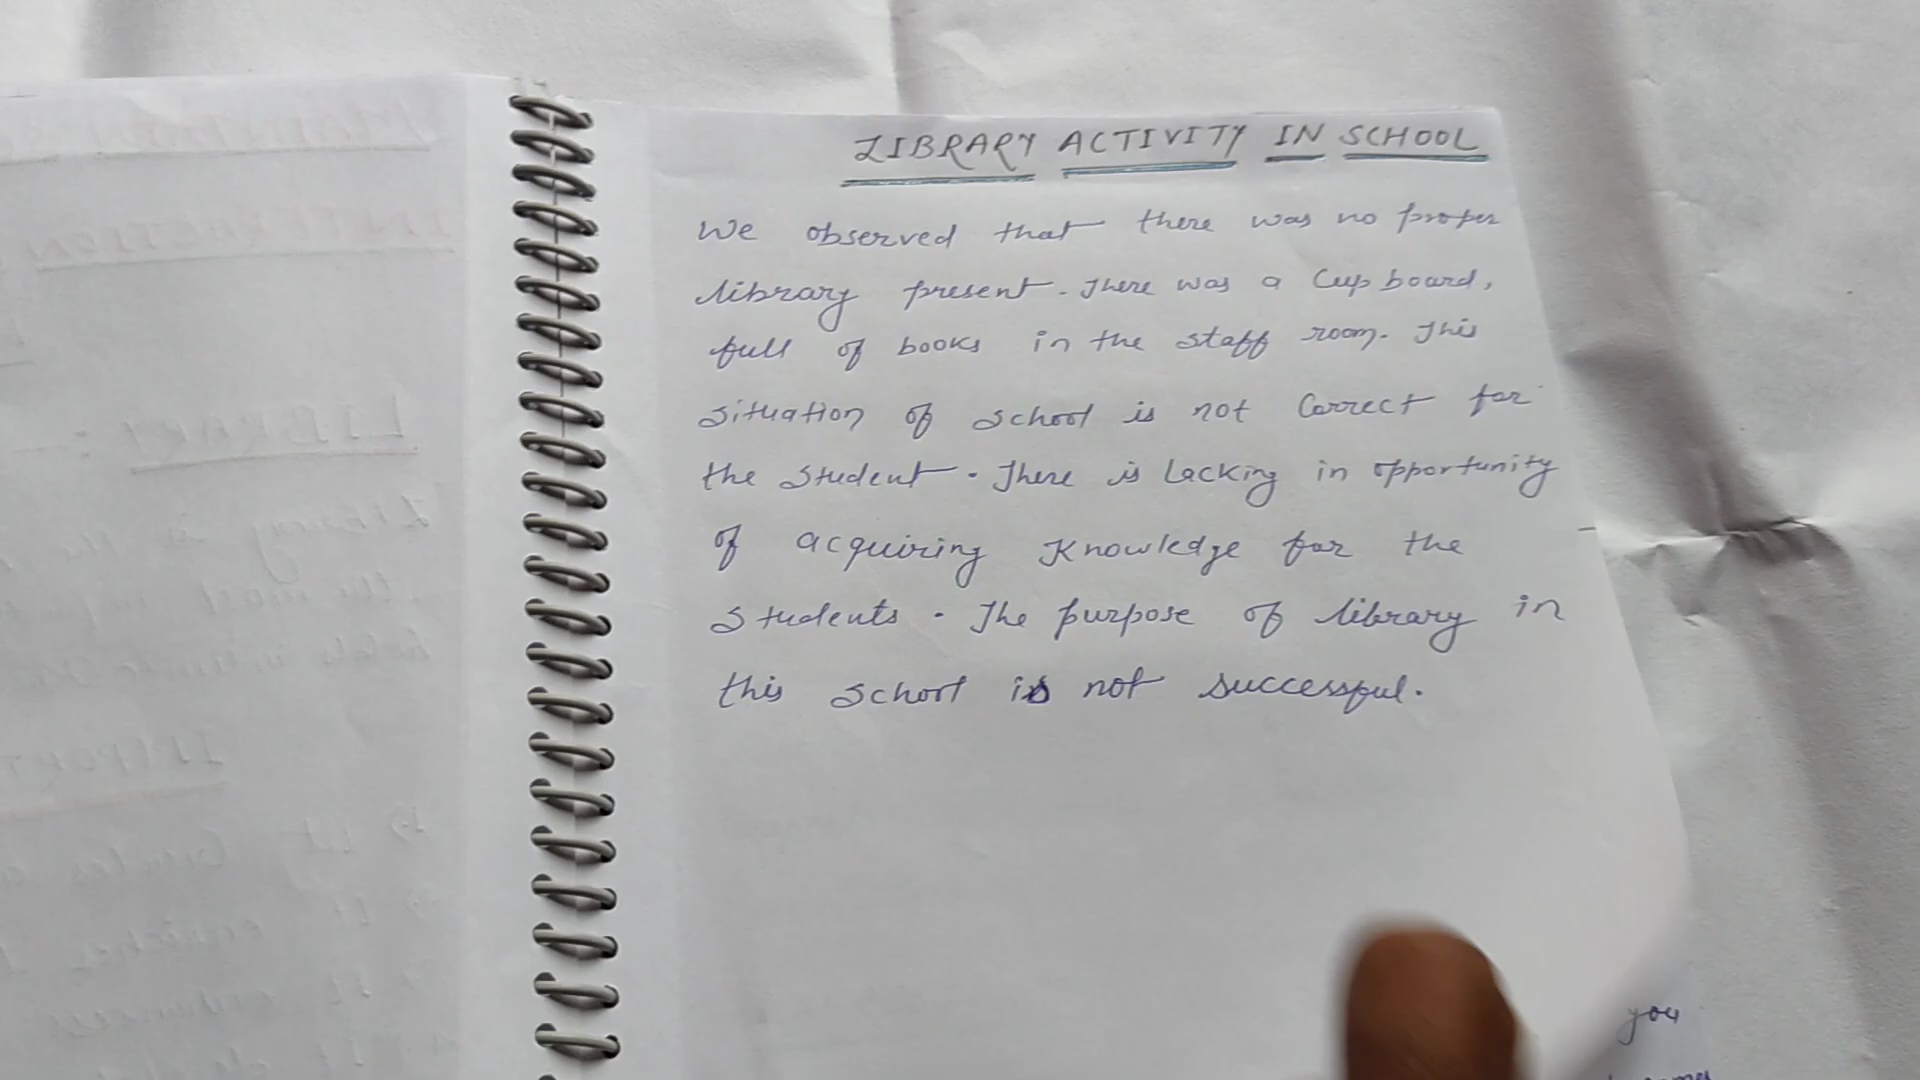 LIBRARY ACTIVITY IN SCHOOL
We observed that there was no proper
library present. There was a Cup board,
full of books in the staff room. This
situation of school is not Correct for
the student. There is Lacking in opportunity
of acquiring Knowledge for the
students. The purpose of library in
this school is not successful.
you